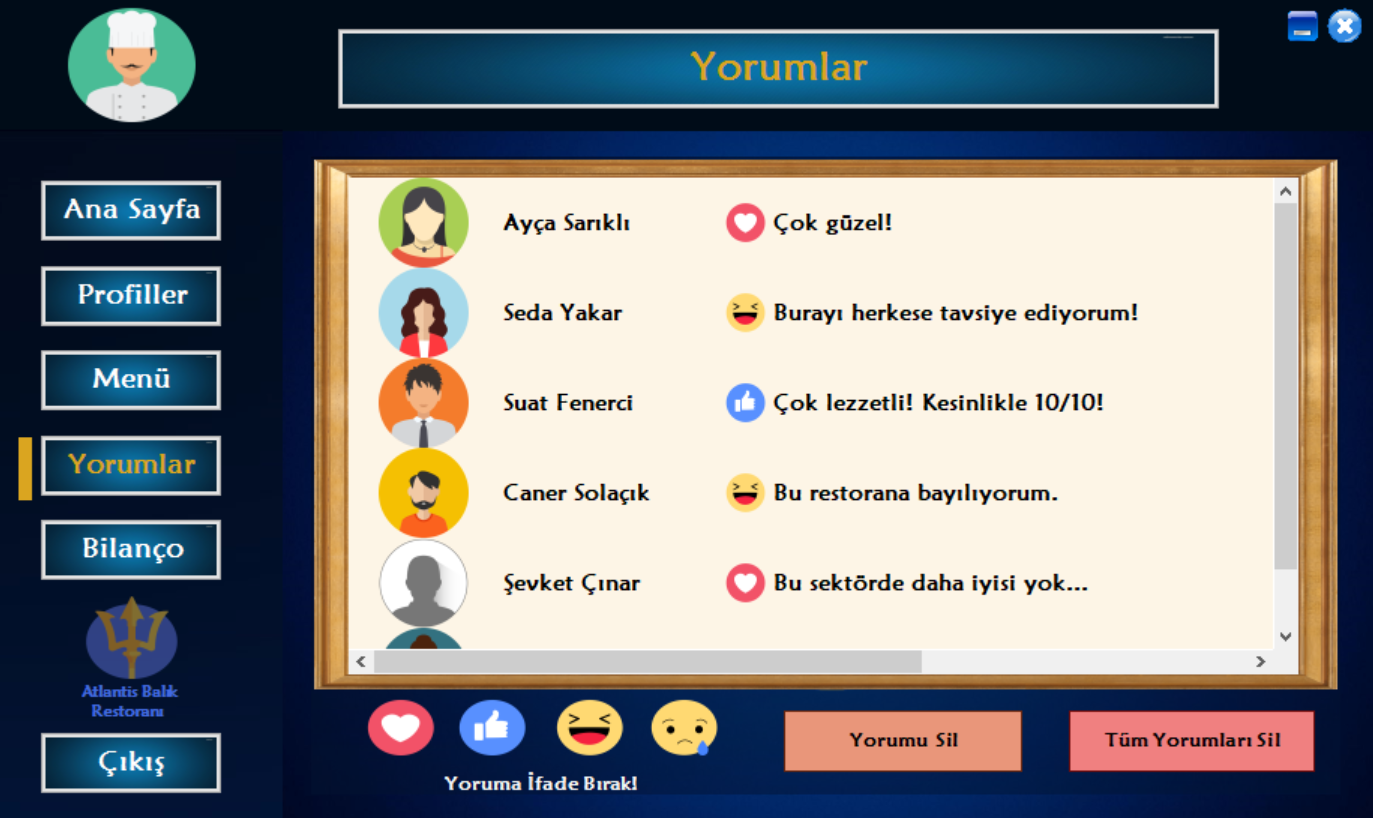 Yorumlar
Ana Sayfa
Profiller
Menü
Yorumlar
Bilanço
Atlantis Balık
Restoranı
Çıkış
Ayça Sarıklı Çok güzel!
Seda Yakar Burayı herkese tavsiye ediyorum!
Suat Fenerci Çok lezzetli! Kesinlikle 10/10!
Caner Solaçık Bu restorana bayılıyorum.
Şevket Çınar Bu sektörde daha iyisi yok...
Yoruma İfade Bırak!
Yorumu Sil
Tüm Yorumları Sil